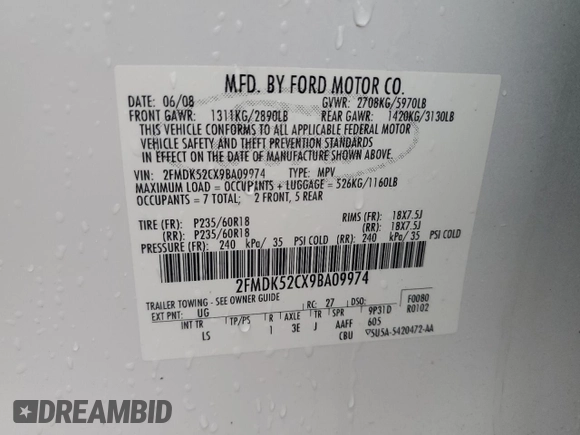 MFD. BY FORD MOTOR CO.
DATE: 06/08 GVWR: 2708KG/5970LB
FRONT GAWR: 1311KG/2890LB REAR GAWR: 1420KG/3130LB
THIS VEHICLE CONFORMS TO ALL APPLICABLE FEDERAL MOTOR
VEHICLE SAFETY AND THEFT PREVENTION STANDARDS
IN EFFECT ON THE DATE OF MANUFACTURE SHOWN ABOVE.
VIN: 2FMDK52CX9BA09974 TYPE: MPV
MAXIMUM LOAD = OCCUPANTS + LUGGAGE = 526KG/1160LB
OCCUPANTS = 7 TOTAL; 2 FRONT, 5 REAR
TIRE (FR): P235/60R18 RIMS (FR): 18X7.5J
(RR): P235/60R18 (RR): 18X7.5J
PRESSURE (FR): 240 kPa/ 35 PSI COLD (RR): 240 kPa/ 35 PSI COLD
2FMDK52CX9BA09974
TRAILER TOWING - SEE OWNER GUIDE
EXT PNT: UG RC: 27 DSO: F0080
INT TR TP/PS R AXLE TR SPR 9P31D R0102
LS 1 3E J AAFF 605
CBU 5U5A-5420472-AA
DREAMBID